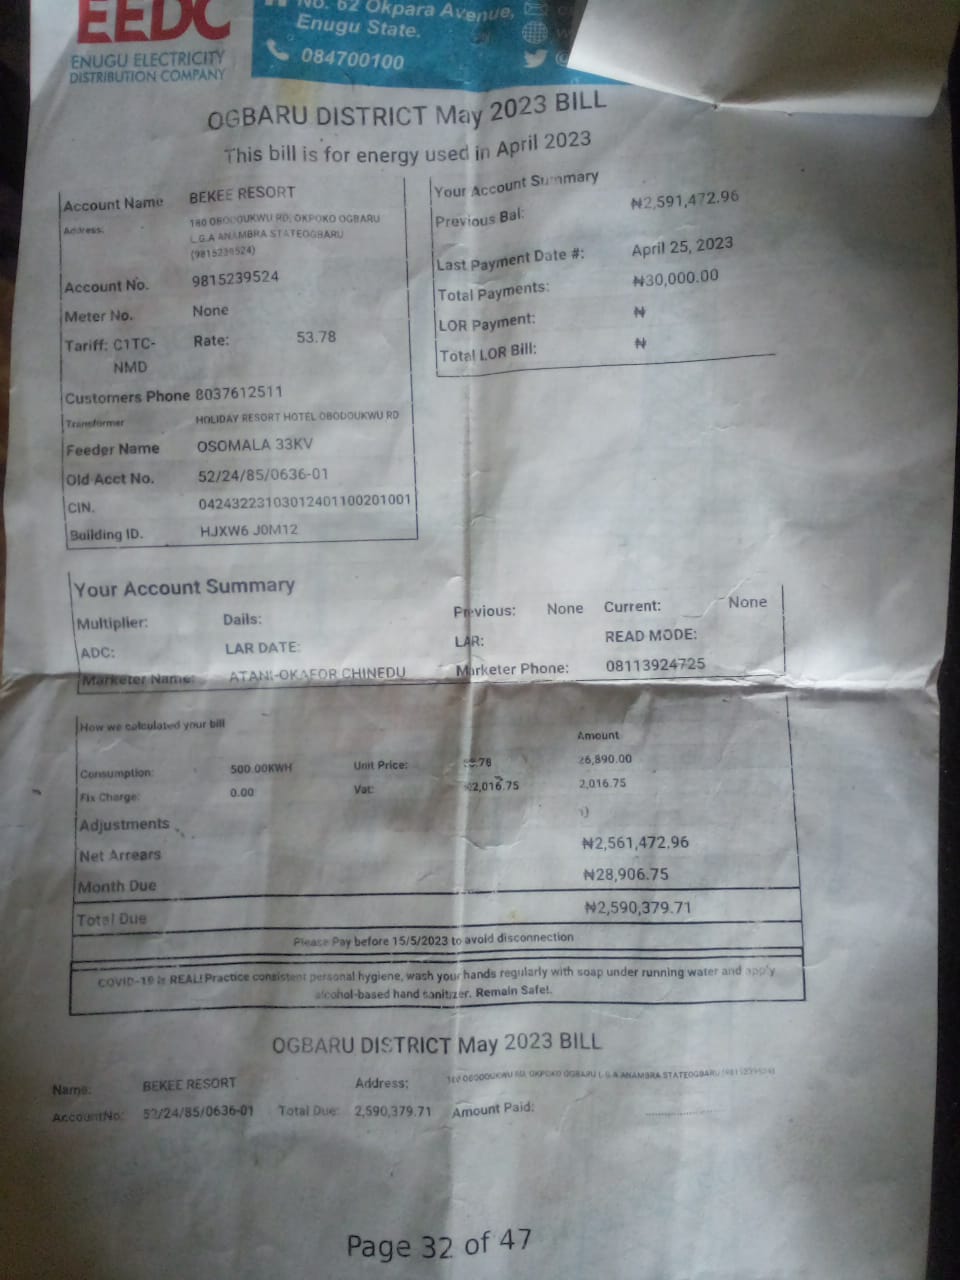 EEDC
ENUGU ELECTRICITY
DISTRIBUTION COMPANY
No. 62 Okpara Avenue,
Enugu State.
084700100
OGBARU DISTRICT May 2023 BILL
This bill is for energy used in April 2023
Account Name BEKEE RESORT
Address: 180 OBODOUKWU RD, OKPOKO OGBARU
L.G.A ANAMBRA STATEOGBARU
(9815239524)
Account No. 9815239524
Meter No. None
Tariff: C1TC- Rate: 53.78
NMD
Customers Phone 8037612511
Transformer HOLIDAY RESORT HOTEL OBODOUKWU RD
Feeder Name OSOMALA 33KV
Old Acct No. 52/24/85/0636-01
CIN. 04243223103012401100201001
Building ID. HJXW6 J0M12
Your Account Summary
Previous Bal: ₦2,591,472.96
Last Payment Date #: April 25, 2023
Total Payments: ₦30,000.00
LOR Payment: ₦
Total LOR Bill: ₦
Your Account Summary
Multiplier: Dails: Previous: None Current: None
ADC: LAR DATE: LAR: READ MODE:
Marketer Name: ATANI-OKAFOR CHINEDU Marketer Phone: 08113924725
How we calculated your bill
Amount
Consumption: 500.00KWH Unit Price: 26,890.00
Fix Charge: 0.00 Vat: ₦2,016.75 2,016.75
Adjustments
Net Arrears ₦2,561,472.96
Month Due ₦28,906.75
Total Due ₦2,590,379.71
Please Pay before 15/5/2023 to avoid disconnection
COVID-19 is REAL! Practice consistent personal hygiene, wash your hands regularly with soap under running water and apply
alcohol-based hand sanitizer. Remain Safe!.
OGBARU DISTRICT May 2023 BILL
Name: BEKEE RESORT Address: 180 OBODOUKWU RD, OKPOKO OGBARU L.G.A ANAMBRA STATEOGBARU (9815239524)
AccountNo: 52/24/85/0636-01 Total Due: 2,590,379.71 Amount Paid: ....................
Page 32 of 47